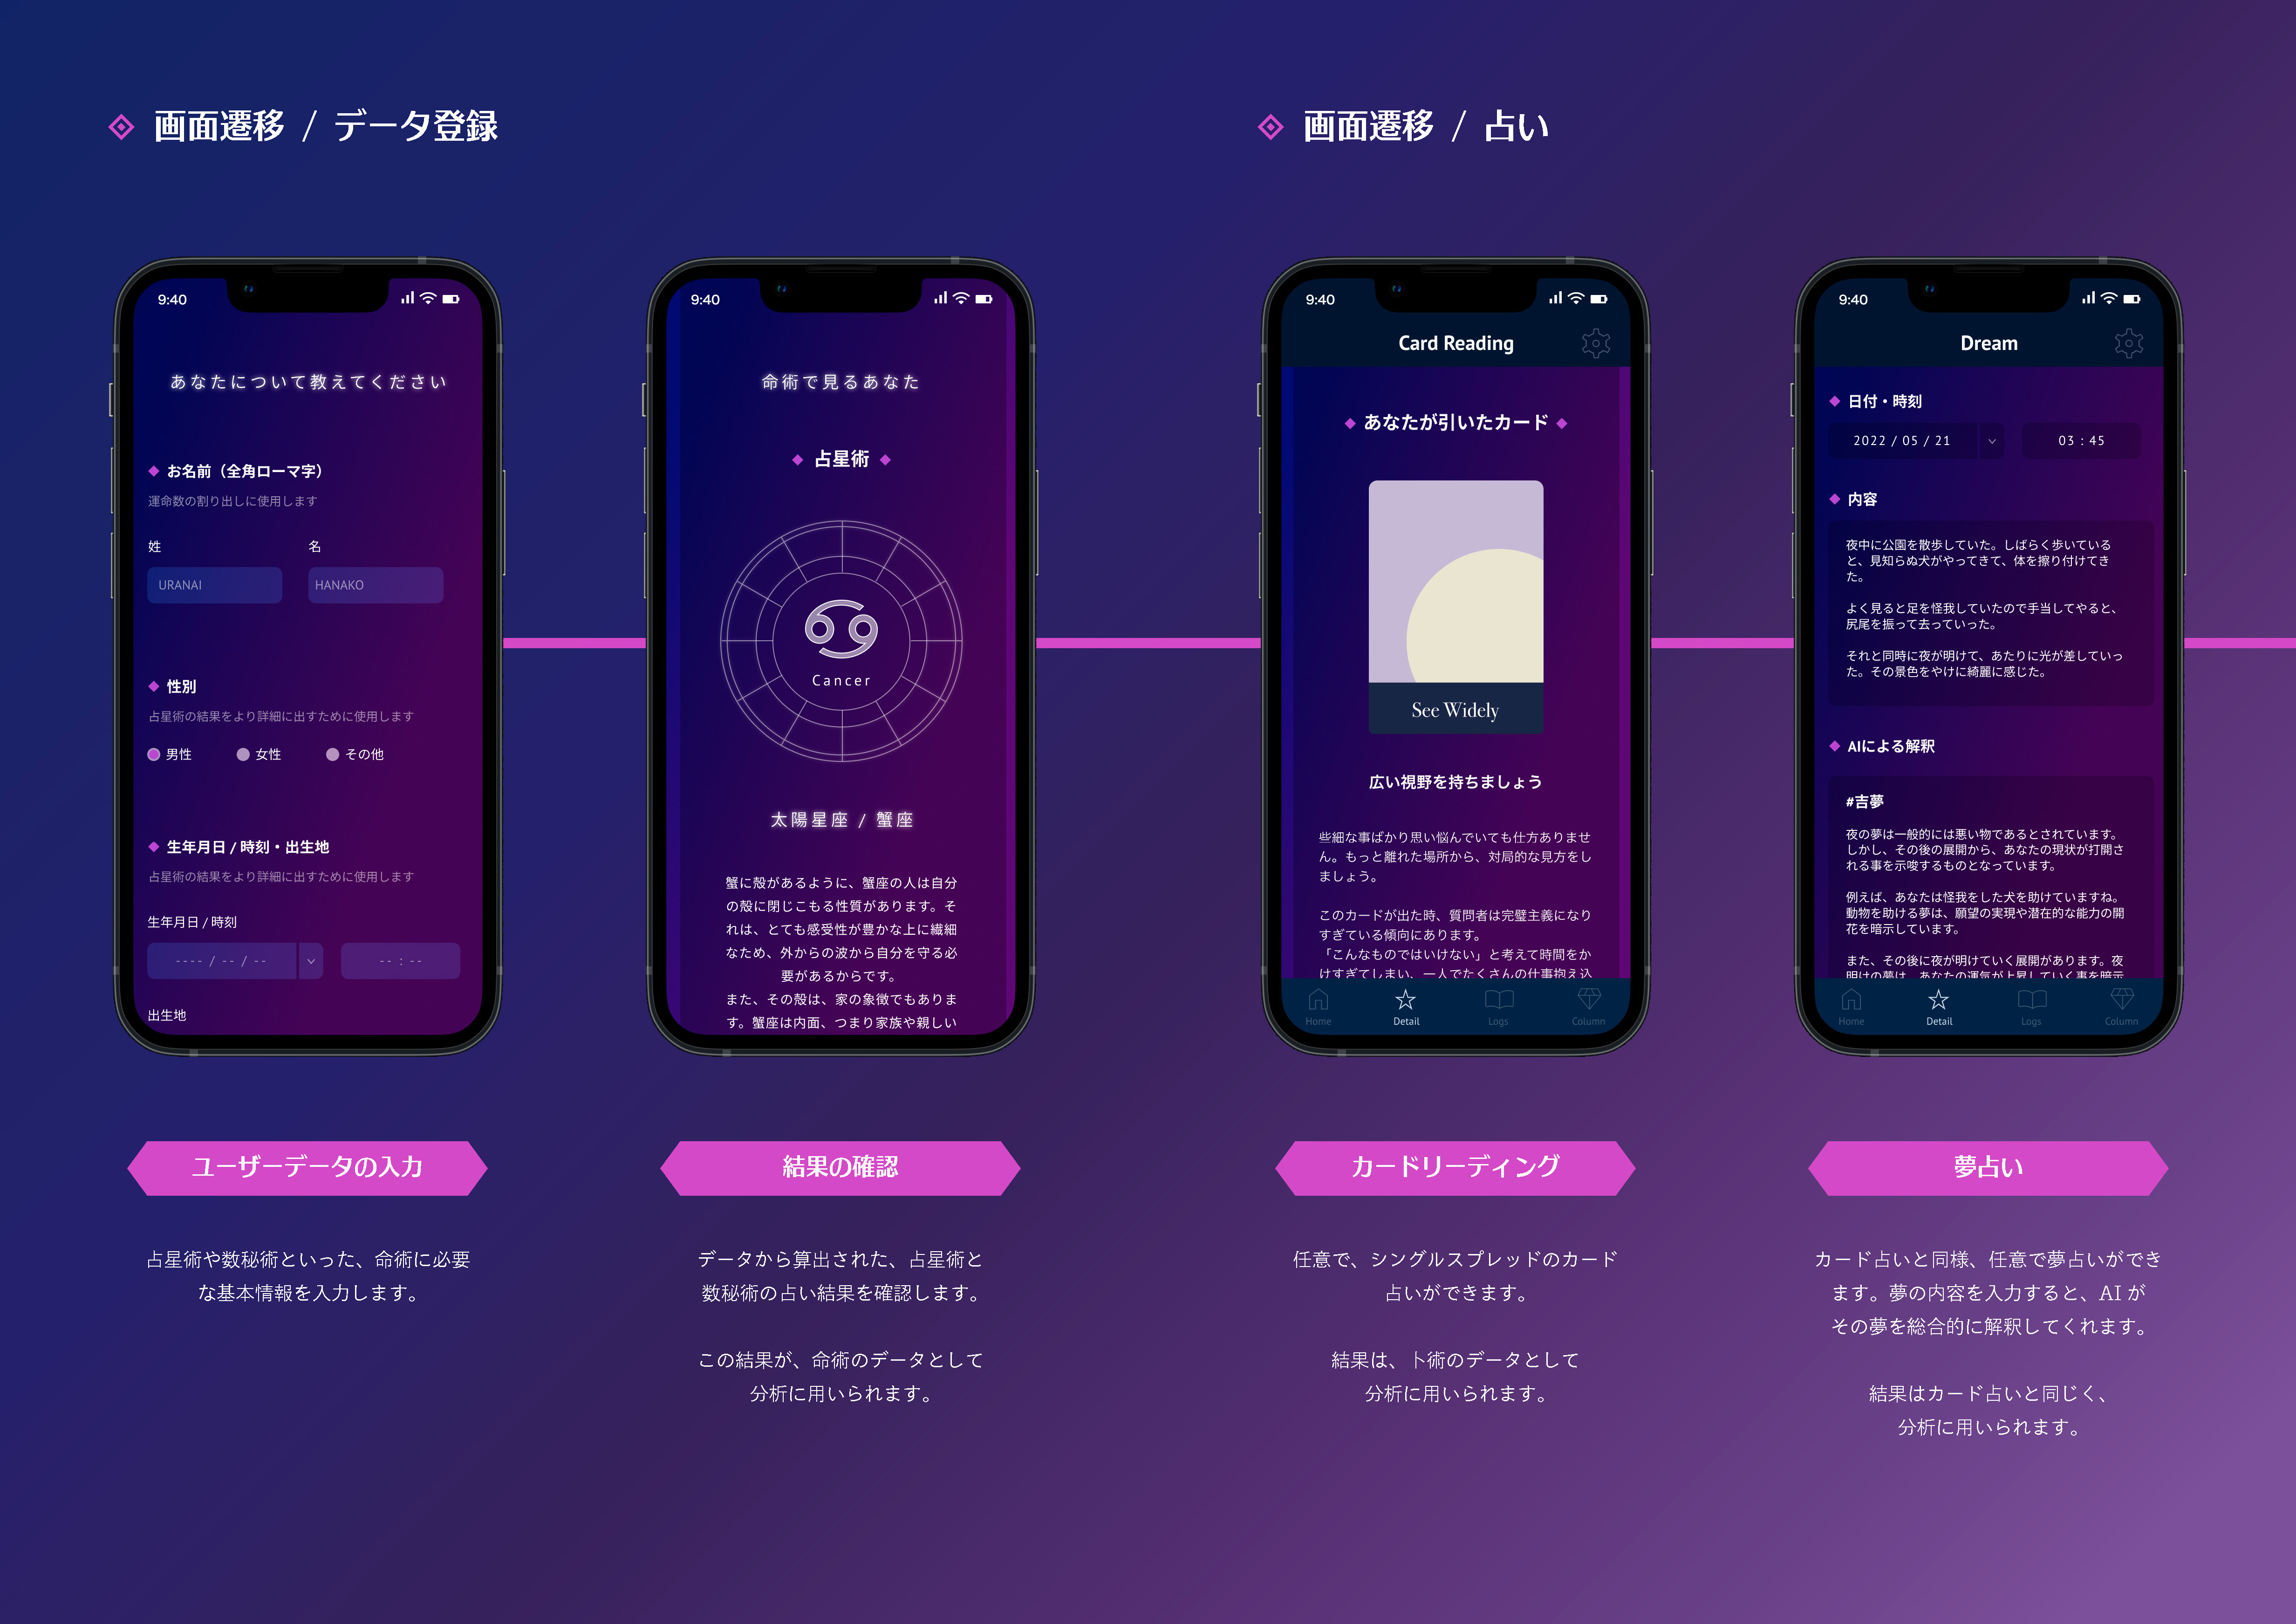 画面遷移 / データ登録
画面遷移 / 占い
9:40
あなたについて教えてください
お名前（全角ローマ字）
運命数の割り出しに使用します
姓 名
URANAI HANAKO
性別
占星術の結果をより詳細に出すために使用します
男性 女性 その他
生年月日 / 時刻・出生地
占星術の結果をより詳細に出すために使用します
生年月日 / 時刻
---- / -- / -- -- : --
出生地
ユーザーデータの入力
占星術や数秘術といった、命術に必要
な基本情報を入力します。
9:40
命術で見るあなた
占星術
Cancer
太陽星座 / 蟹座
蟹に殻があるように、蟹座の人は自分
の殻に閉じこもる性質があります。そ
れは、とても感受性が豊かな上に繊細
なため、外からの波から自分を守る必
要があるからです。
また、その殻は、家の象徴でもありま
す。蟹座は内面、つまり家族や親しい
結果の確認
データから算出された、占星術と
数秘術の占い結果を確認します。
この結果が、命術のデータとして
分析に用いられます。
9:40
Card Reading
あなたが引いたカード
See Widely
広い視野を持ちましょう
些細な事ばかり思い悩んでいても仕方ありませ
ん。もっと離れた場所から、対局的な見方をし
ましょう。
このカードが出た時、質問者は完璧主義になり
すぎている傾向にあります。
「こんなものではいけない」と考えて時間をか
けすぎてしまい、一人でたくさんの仕事抱え込
Home Detail Logs Column
カードリーディング
任意で、シングルスプレッドのカード
占いができます。
結果は、卜術のデータとして
分析に用いられます。
9:40
Dream
日付・時刻
2022 / 05 / 21 03 : 45
内容
夜中に公園を散歩していた。しばらく歩いている
と、見知らぬ犬がやってきて、体を擦り付けてき
た。
よく見ると足を怪我していたので手当してやると、
尻尾を振って去っていった。
それと同時に夜が明けて、あたりに光が差していっ
た。その景色をやけに綺麗に感じた。
AIによる解釈
#吉夢
夜の夢は一般的には悪い物であるとされています。
しかし、その後の展開から、あなたの現状が打開さ
れる事を示唆するものとなっています。
例えば、あなたは怪我をした犬を助けていますね。
動物を助ける夢は、願望の実現や潜在的な能力の開
花を暗示しています。
また、その後に夜が明けていく展開があります。夜
明けの夢は、あなたの運気が上昇していく事を暗示
Home Detail Logs Column
夢占い
カード占いと同様、任意で夢占いができ
ます。夢の内容を入力すると、AI が
その夢を総合的に解釈してくれます。
結果はカード占いと同じく、
分析に用いられます。